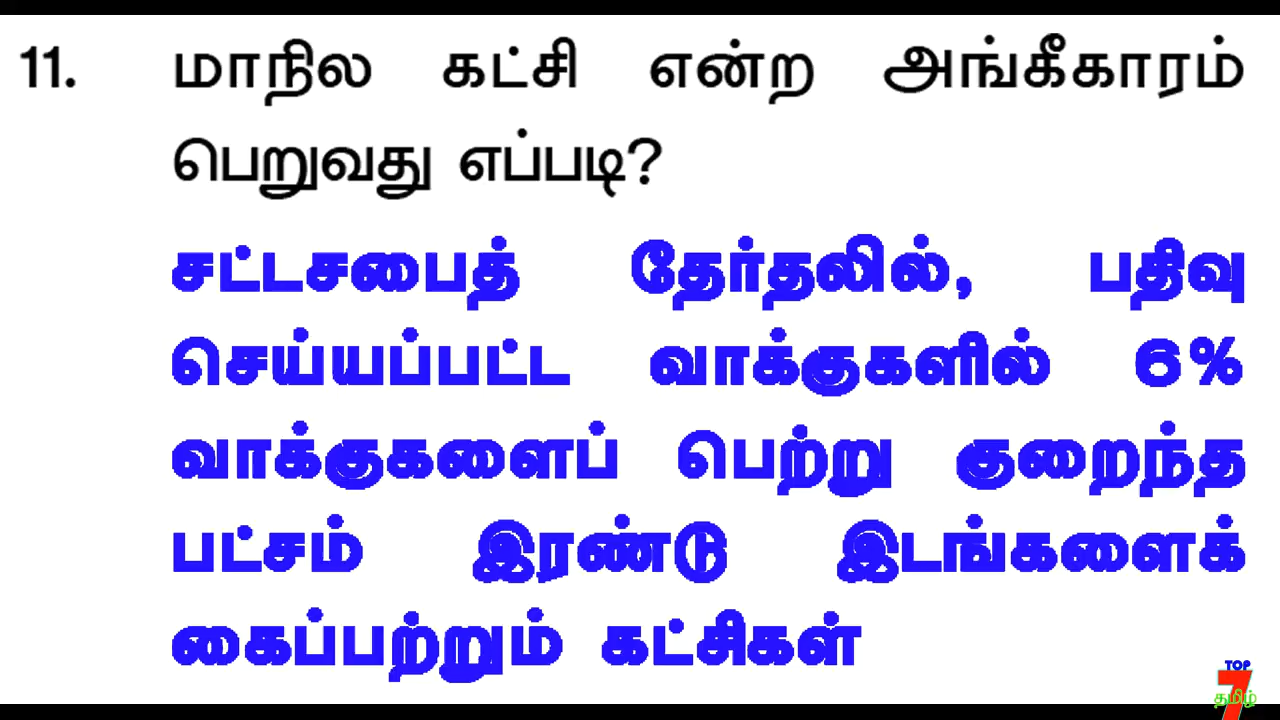 11. மாநில கட்சி என்ற அங்கீகாரம்
பெறுவது எப்படி?
சட்டசபைத் தேர்தலில், பதிவு
செய்யப்பட்ட வாக்குகளில் 6%
வாக்குகளைப் பெற்று குறைந்த
பட்சம் இரண்டு இடங்களைக்
கைப்பற்றும் கட்சிகள்
TOP
7
தமிழ்